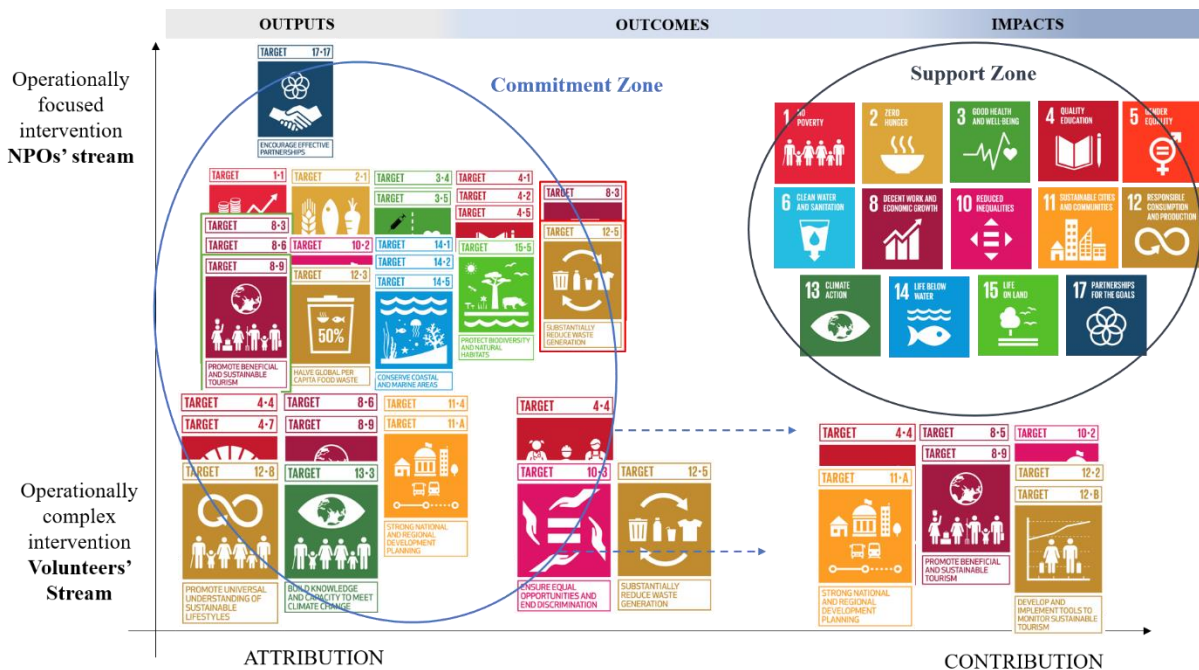 OUTPUTS
OUTCOMES
IMPACTS
Operationally
focused
intervention
NPOs' stream
Commitment Zone
Support Zone
TARGET 17·17
ENCOURAGE EFFECTIVE
PARTNERSHIPS
TARGET 1·1
TARGET 2·1
TARGET 3·4
TARGET 3·5
TARGET 4·1
TARGET 4·2
TARGET 4·5
TARGET 8·3
TARGET 12·5
SUBSTANTIALLY
REDUCE WASTE
GENERATION
TARGET 8·3
TARGET 8·6
TARGET 8·9
PROMOTE BENEFICIAL
AND SUSTAINABLE
TOURISM
TARGET 10·2
TARGET 12·3
50%
HALVE GLOBAL PER
CAPITA FOOD WASTE
TARGET 14·1
TARGET 14·2
TARGET 14·5
CONSERVE COASTAL
AND MARINE AREAS
TARGET 15·5
PROTECT BIODIVERSITY
AND NATURAL
HABITATS
1 NO
POVERTY
2 ZERO
HUNGER
3 GOOD HEALTH
AND WELL-BEING
4 QUALITY
EDUCATION
5 GENDER
EQUALITY
6 CLEAN WATER
AND SANITATION
8 DECENT WORK AND
ECONOMIC GROWTH
10 REDUCED
INEQUALITIES
11 SUSTAINABLE CITIES
AND COMMUNITIES
12 RESPONSIBLE
CONSUMPTION
AND PRODUCTION
13 CLIMATE
ACTION
14 LIFE BELOW
WATER
15 LIFE
ON LAND
17 PARTNERSHIPS
FOR THE GOALS
Operationally
complex
intervention
Volunteers'
Stream
TARGET 4·4
TARGET 4·7
TARGET 12·8
PROMOTE UNIVERSAL
UNDERSTANDING OF
SUSTAINABLE
LIFESTYLES
TARGET 8·6
TARGET 8·9
TARGET 13·3
BUILD KNOWLEDGE
AND CAPACITY TO MEET
CLIMATE CHANGE
TARGET 11·4
TARGET 11·A
STRONG NATIONAL
AND REGIONAL
DEVELOPMENT
PLANNING
TARGET 4·4
TARGET 10·3
ENSURE EQUAL
OPPORTUNITIES AND
END DISCRIMINATION
TARGET 12·5
SUBSTANTIALLY
REDUCE WASTE
GENERATION
TARGET 4·4
TARGET 11·A
STRONG NATIONAL
AND REGIONAL
DEVELOPMENT
PLANNING
TARGET 8·5
TARGET 8·9
PROMOTE BENEFICIAL
AND SUSTAINABLE
TOURISM
TARGET 10·2
TARGET 12·2
TARGET 12·B
DEVELOP AND
IMPLEMENT TOOLS TO
MONITOR SUSTAINABLE
TOURISM
ATTRIBUTION
CONTRIBUTION